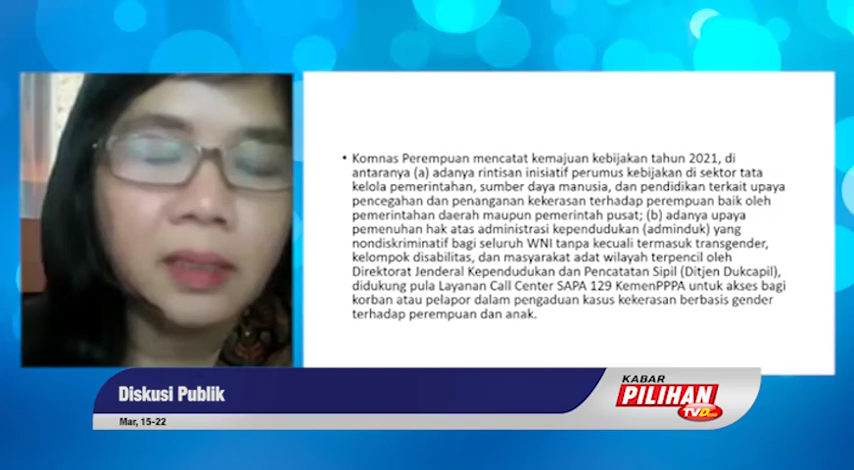 • Komnas Perempuan mencatat kemajuan kebijakan tahun 2021, di
antaranya (a) adanya rintisan inisiatif perumus kebijakan di sektor tata
kelola pemerintahan, sumber daya manusia, dan pendidikan terkait upaya
pencegahan dan penanganan kekerasan terhadap perempuan baik oleh
pemerintahan daerah maupun pemerintah pusat; (b) adanya upaya
pemenuhan hak atas administrasi kependudukan (adminduk) yang
nondiskriminatif bagi seluruh WNI tanpa kecuali termasuk transgender,
kelompok disabilitas, dan masyarakat adat wilayah terpencil oleh
Direktorat Jenderal Kependudukan dan Pencatatan Sipil (Ditjen Dukcapil),
didukung pula Layanan Call Center SAPA 129 KemenPPPA untuk akses bagi
korban atau pelapor dalam pengaduan kasus kekerasan berbasis gender
terhadap perempuan dan anak.
Diskusi Publik
Mar, 15-22
KABAR
PILIHAN